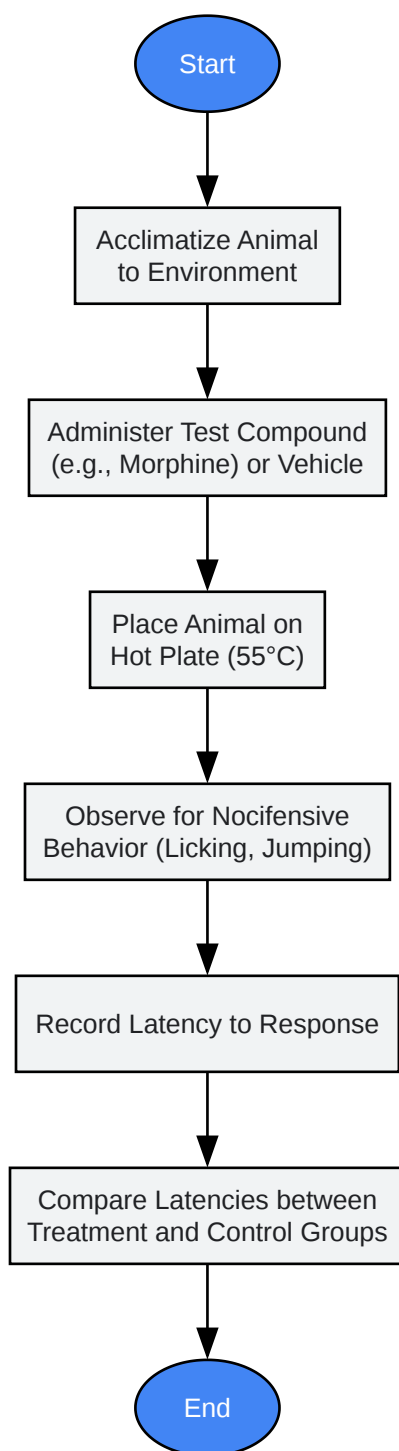 Start
Acclimatize Animal
to Environment
Administer Test Compound
(e.g., Morphine) or Vehicle
Place Animal on
Hot Plate (55°C)
Observe for Nocifensive
Behavior (Licking, Jumping)
Record Latency to Response
Compare Latencies between
Treatment and Control Groups
End